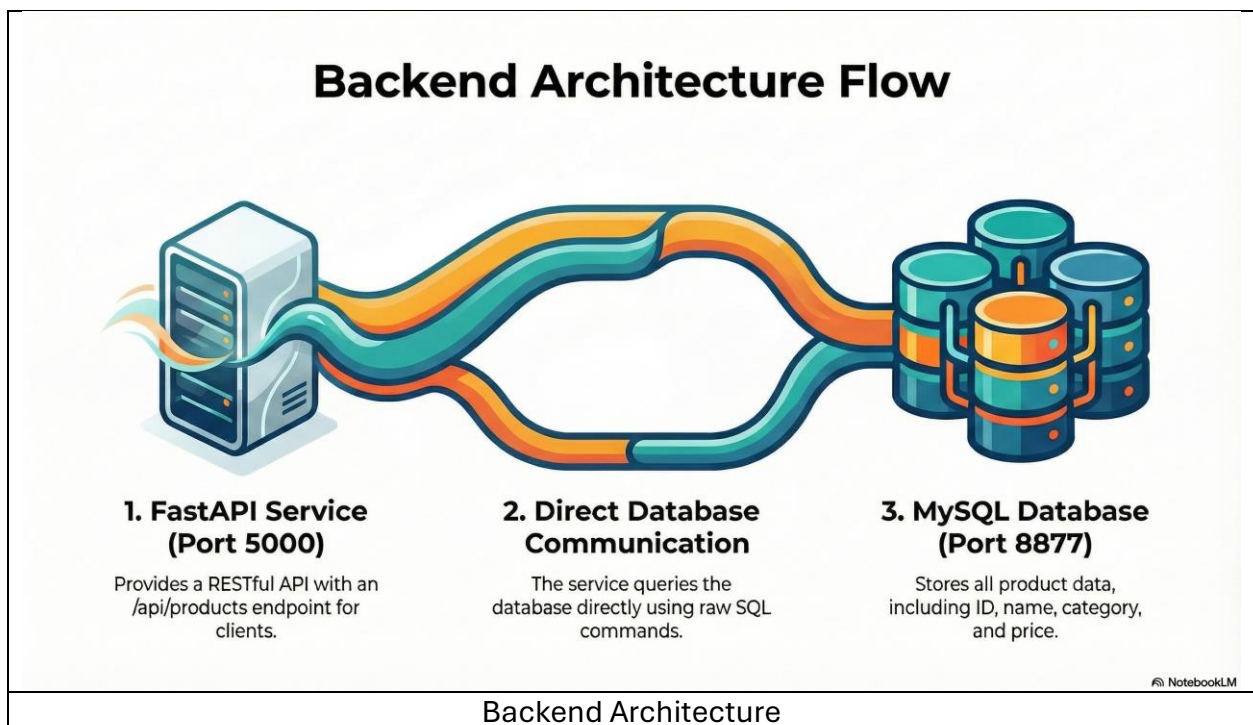 Backend Architecture Flow
1. FastAPI Service
(Port 5000)
Provides a RESTful API with an
/api/products endpoint for
clients.
2. Direct Database
Communication
The service queries the
database directly using raw SQL
commands.
3. MySQL Database
(Port 8877)
Stores all product data,
including ID, name, category,
and price.
NotebookLM
Backend Architecture